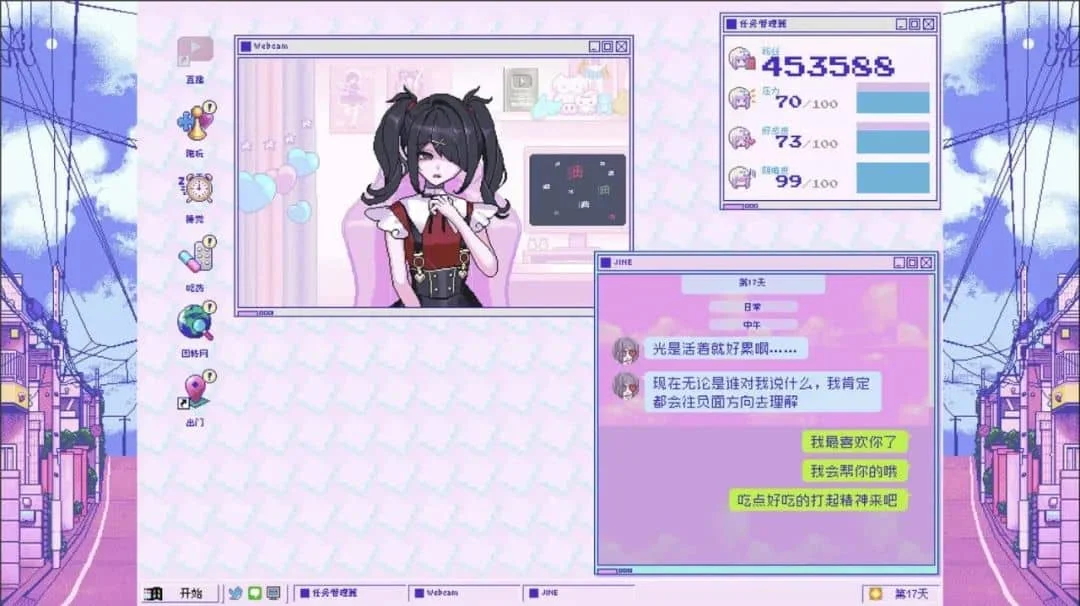 直播
陪玩
睡觉
吃药
因特网
出门
Webcam
任务管理器
粉丝
453588
压力
70/100
好感度
73/100
阴暗度
99/100
JINE
第17天
日常
中午
光是活着就好累啊……
现在无论是谁对我说什么，我肯定
都会往负面方向去理解
我最喜欢你了
我会帮你的哦
吃点好吃的打起精神来吧
开始
任务管理器
Webcam
JINE
第17天